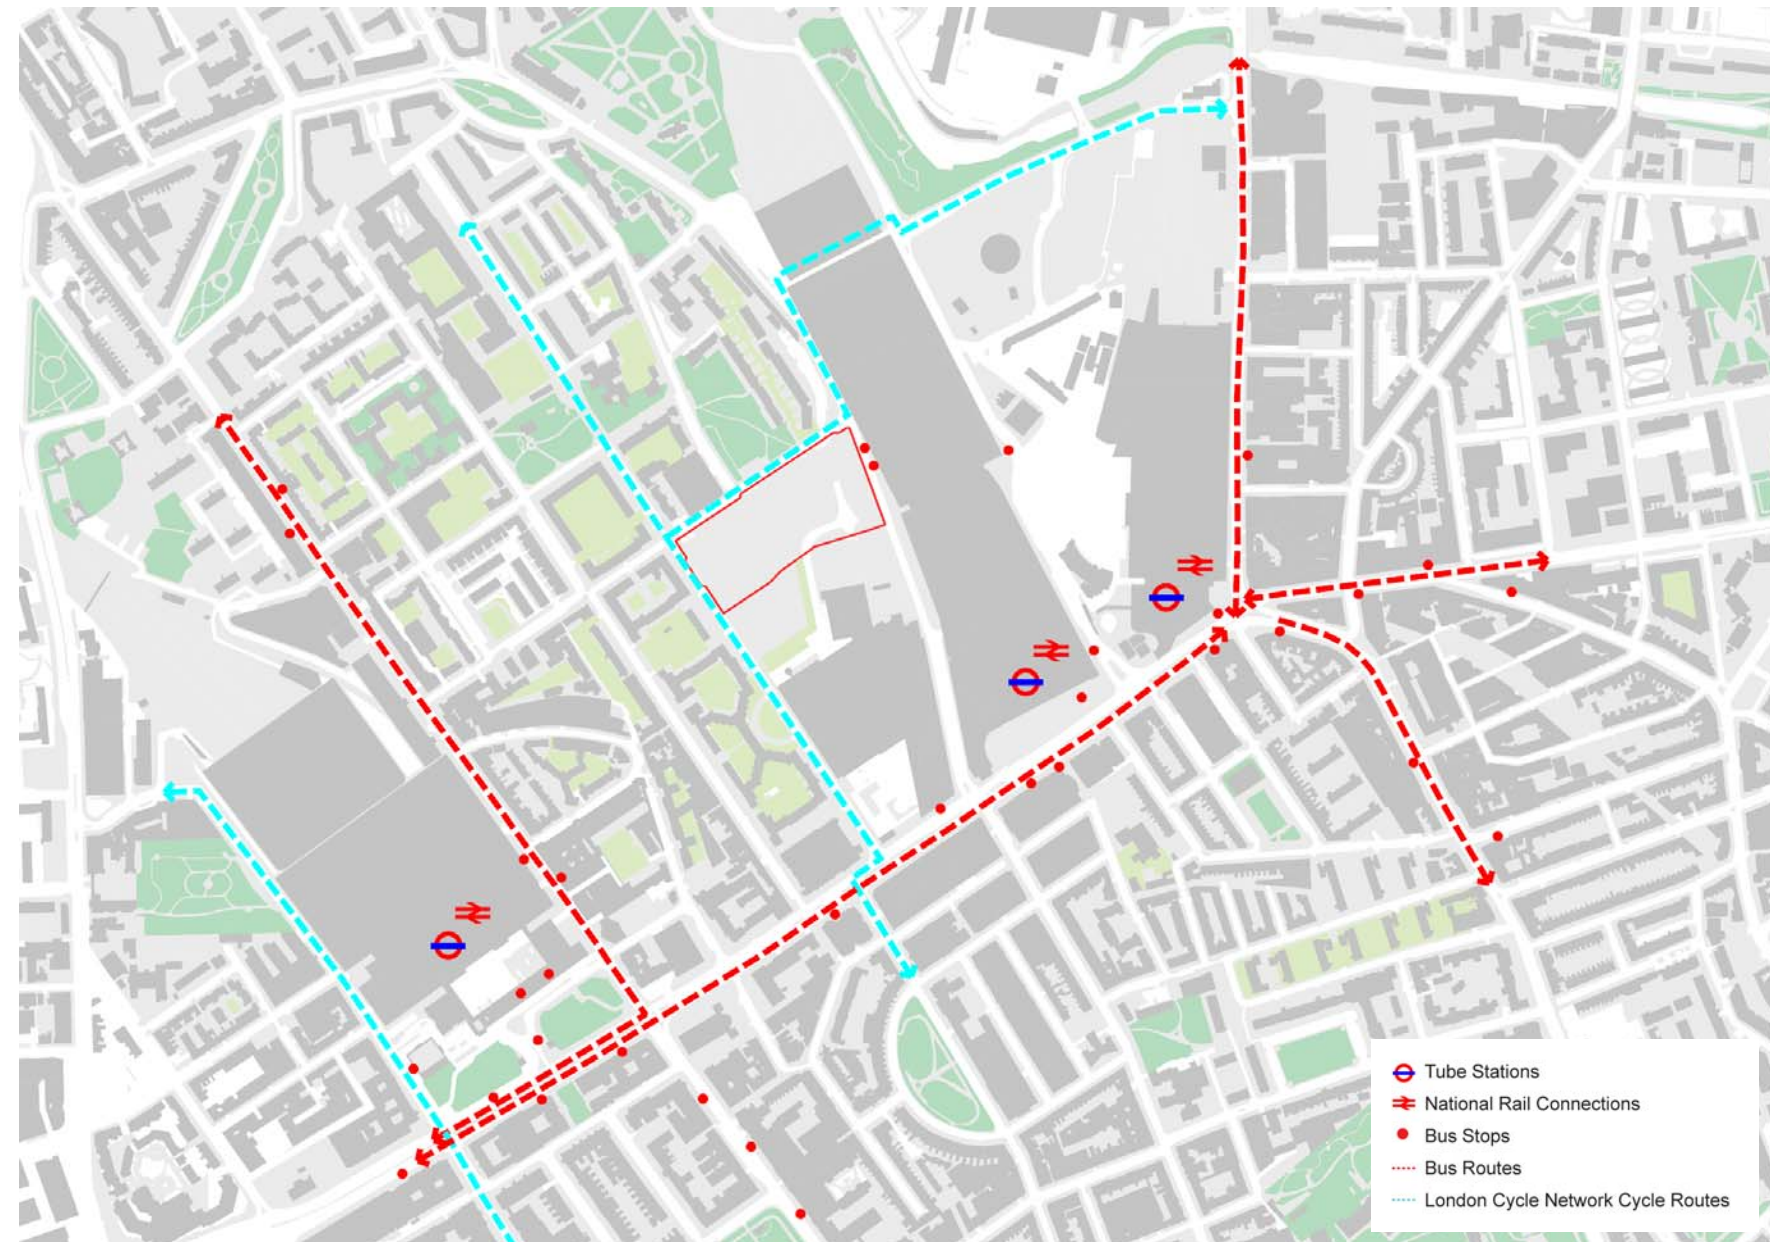 Tube Stations
National Rail Connections
Bus Stops
Bus Routes
London Cycle Network Cycle Routes